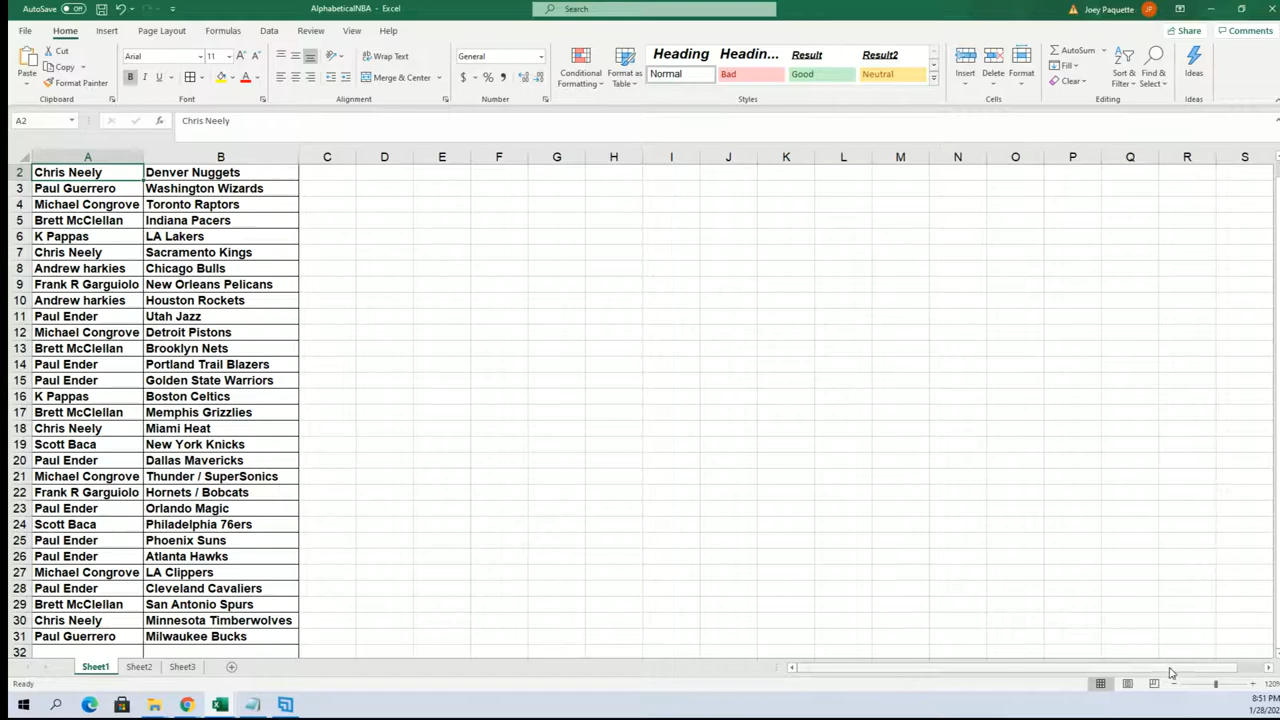 AutoSave Off AlphabeticalNBA - Excel Search Joey Paquette JP
File Home Insert Page Layout Formulas Data Review View Help Share Comments
Paste Cut Copy Format Painter
Arial 11 A A Wrap Text General Conditional Formatting Format as Table Heading Headin... Result Result2 Insert Delete Format AutoSum Fill Clear Sort & Filter Find & Select Ideas
B I U A Merge & Center $ % 9 Normal Bad Good Neutral
Clipboard Font Alignment Number Styles Cells Editing Ideas
A2 fx Chris Neely
A B C D E F G H I J K L M N O P Q R S
2 Chris Neely Denver Nuggets
3 Paul Guerrero Washington Wizards
4 Michael Congrove Toronto Raptors
5 Brett McClellan Indiana Pacers
6 K Pappas LA Lakers
7 Chris Neely Sacramento Kings
8 Andrew harkies Chicago Bulls
9 Frank R Garguiolo New Orleans Pelicans
10 Andrew harkies Houston Rockets
11 Paul Ender Utah Jazz
12 Michael Congrove Detroit Pistons
13 Brett McClellan Brooklyn Nets
14 Paul Ender Portland Trail Blazers
15 Paul Ender Golden State Warriors
16 K Pappas Boston Celtics
17 Brett McClellan Memphis Grizzlies
18 Chris Neely Miami Heat
19 Scott Baca New York Knicks
20 Paul Ender Dallas Mavericks
21 Michael Congrove Thunder / SuperSonics
22 Frank R Garguiolo Hornets / Bobcats
23 Paul Ender Orlando Magic
24 Scott Baca Philadelphia 76ers
25 Paul Ender Phoenix Suns
26 Paul Ender Atlanta Hawks
27 Michael Congrove LA Clippers
28 Paul Ender Cleveland Cavaliers
29 Brett McClellan San Antonio Spurs
30 Chris Neely Minnesota Timberwolves
31 Paul Guerrero Milwaukee Bucks
32
Sheet1 Sheet2 Sheet3
Ready 120%
8:51 PM
1/28/202